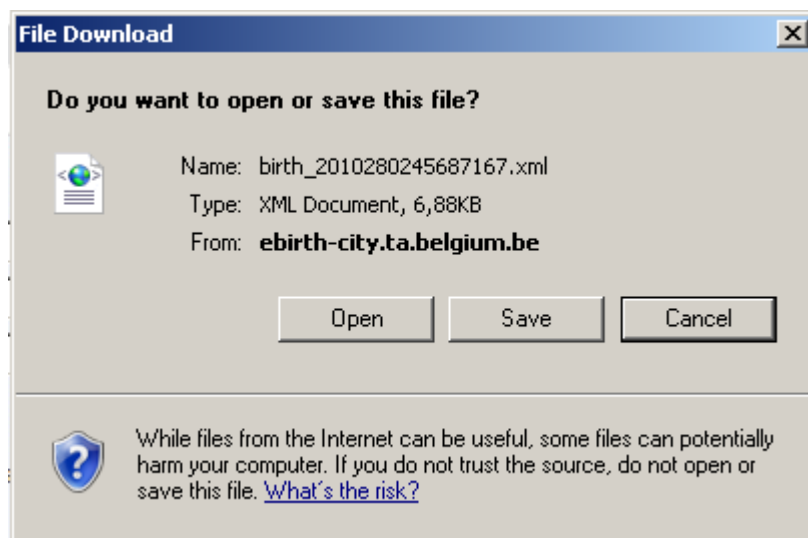 File Download
Do you want to open or save this file?
Name: birth_2010280245687167.xml
Type: XML Document, 6,88KB
From: ebirth-city.ta.belgium.be
Open Save Cancel
While files from the Internet can be useful, some files can potentially
harm your computer. If you do not trust the source, do not open or
save this file. What's the risk?